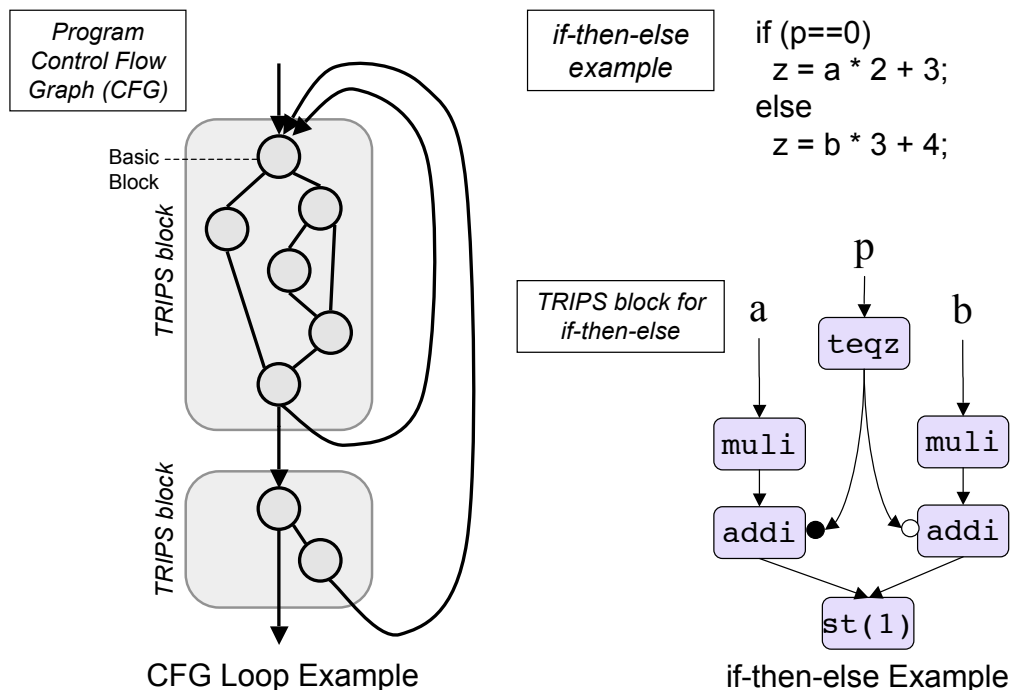 Program
Control Flow
Graph (CFG)
Basic
Block
TRIPS block
TRIPS block
CFG Loop Example
if-then-else
example
if (p==0)
z = a * 2 + 3;
else
z = b * 3 + 4;
TRIPS block for
if-then-else
p
a
b
teqz
muli
muli
addi
addi
st(1)
if-then-else Example